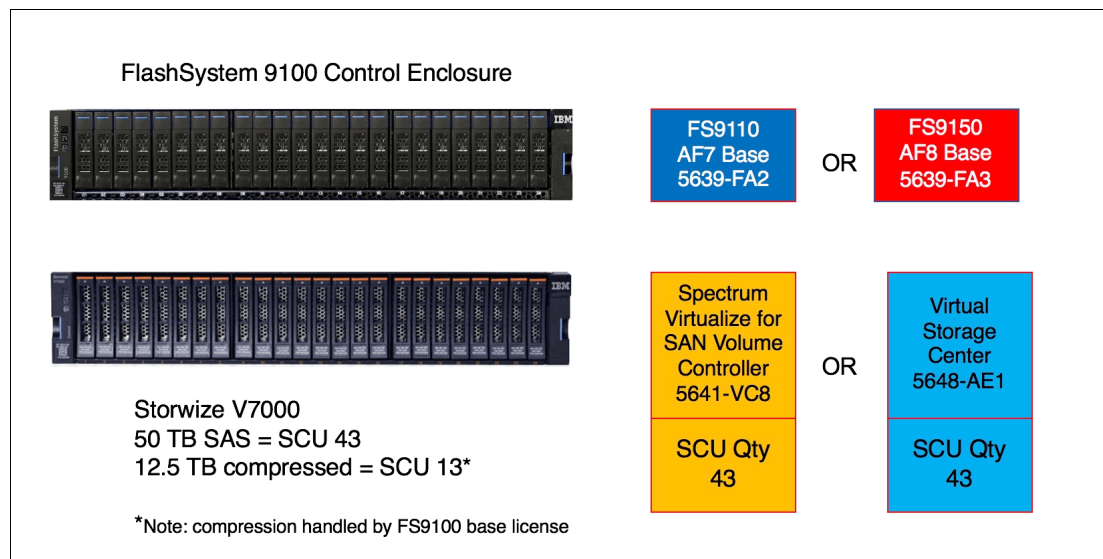 FlashSystem 9100 Control Enclosure
IBM
FlashSystem
FS9110
AF7 Base
5639-FA2
OR
FS9150
AF8 Base
5639-FA3
IBM
Spectrum
Virtualize for
SAN Volume
Controller
5641-VC8
OR
Virtual
Storage
Center
5648-AE1
SCU Qty
43
SCU Qty
43
Storwize V7000
50 TB SAS = SCU 43
12.5 TB compressed = SCU 13*
*Note: compression handled by FS9100 base license